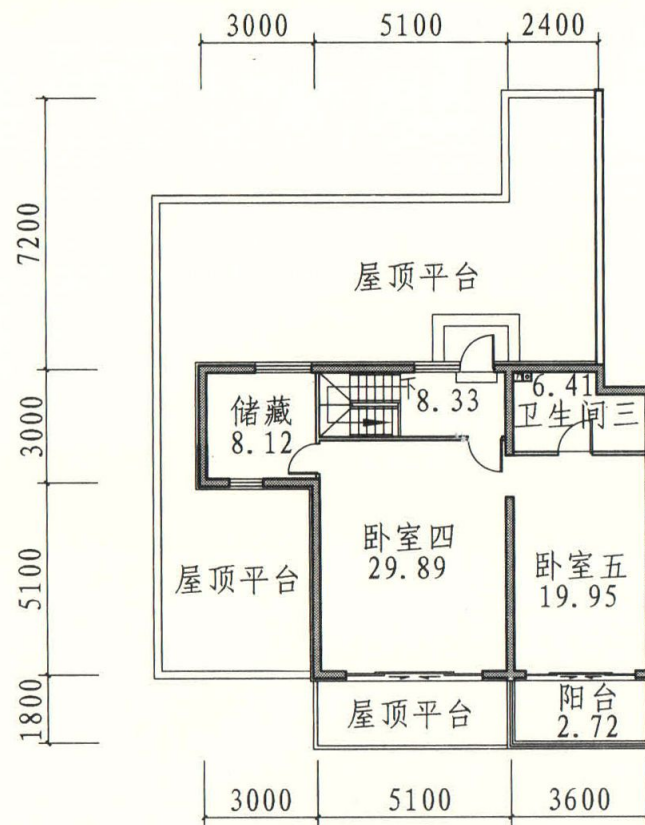 3000 5100 2400
7200
屋顶平台
3000
储藏
8.12
下
8.33
6.41
卫生间三
5100
屋顶平台
卧室四
29.89
卧室五
19.95
1800
屋顶平台
阳台
2.72
3000 5100 3600